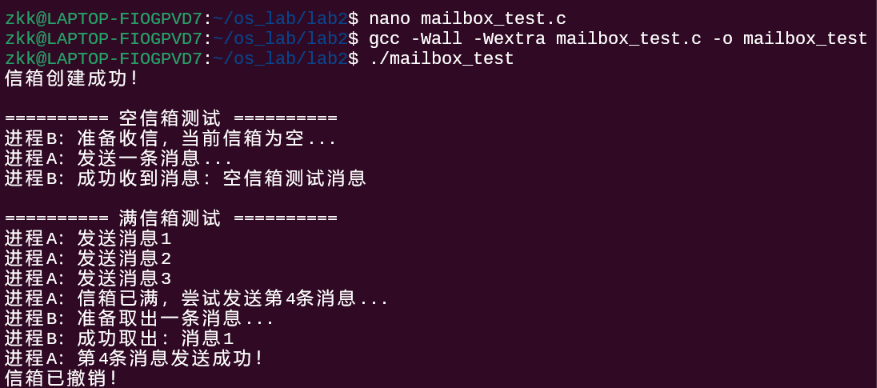 zkk@LAPTOP-FIOGPVD7:~/os_lab/lab2$ nano mailbox_test.c
zkk@LAPTOP-FIOGPVD7:~/os_lab/lab2$ gcc -Wall -Wextra mailbox_test.c -o mailbox_test
zkk@LAPTOP-FIOGPVD7:~/os_lab/lab2$ ./mailbox_test
信箱创建成功！
========== 空信箱测试 ==========
进程B：准备收信，当前信箱为空...
进程A：发送一条消息...
进程B：成功收到消息：空信箱测试消息
========== 满信箱测试 ==========
进程A：发送消息1
进程A：发送消息2
进程A：发送消息3
进程A：信箱已满，尝试发送第4条消息...
进程B：准备取出一条消息...
进程B：成功取出：消息1
进程A：第4条消息发送成功！
信箱已撤销！